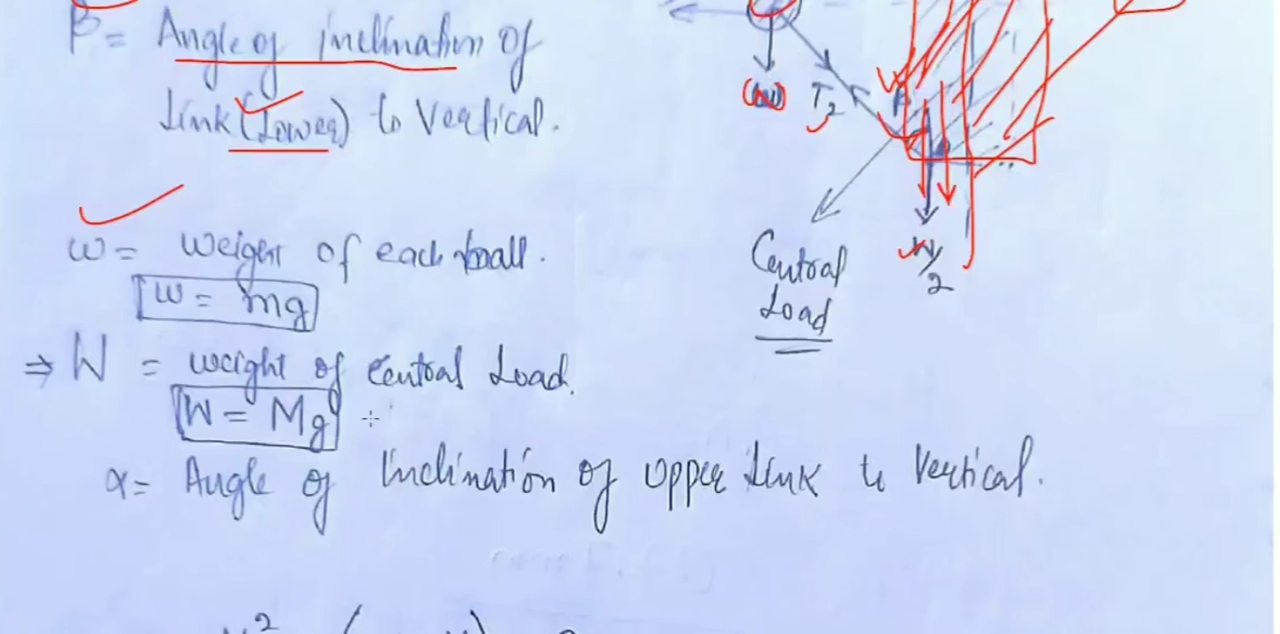 β = Angle of inclination of
Link (Lower) to Vertical.
(w)
T2
β
W/2
w = weight of each ball.
w = mg
Central
Load
⇒ W = weight of Central Load.
W = Mg
α = Angle of Inclination of upper Link to Vertical.